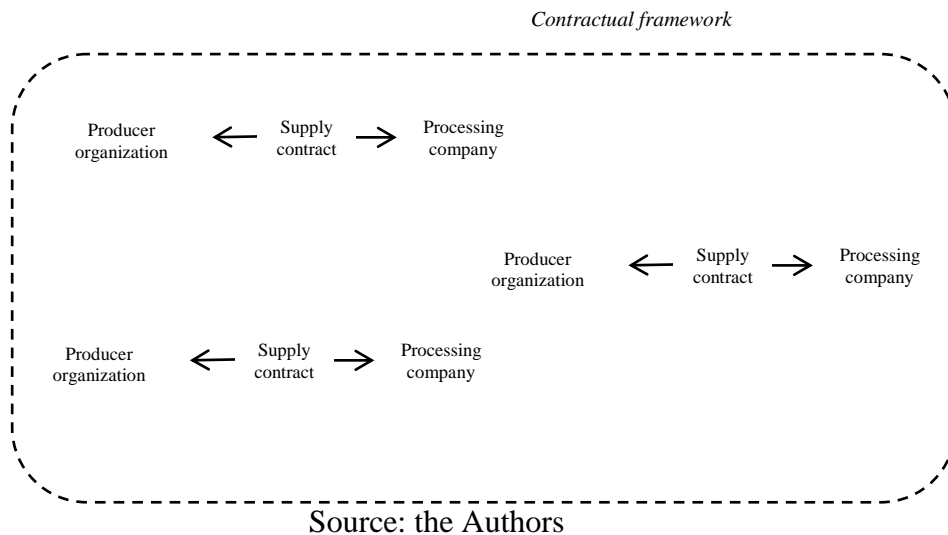 Contractual framework
Producer
organization
Supply
contract
Processing
company
Producer
organization
Supply
contract
Processing
company
Producer
organization
Supply
contract
Processing
company
Source: the Authors